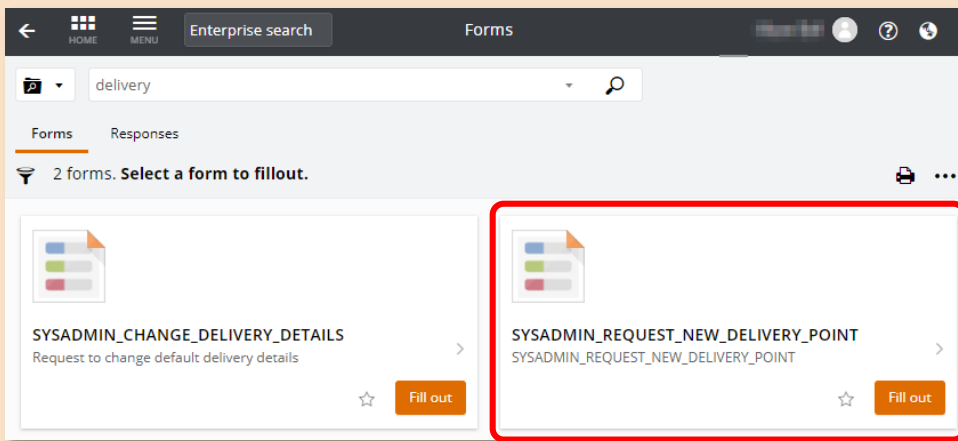 HOME
MENU
Enterprise search
Forms
delivery
Forms
Responses
2 forms. Select a form to fillout.
SYSADMIN_CHANGE_DELIVERY_DETAILS
Request to change default delivery details
Fill out
SYSADMIN_REQUEST_NEW_DELIVERY_POINT
SYSADMIN_REQUEST_NEW_DELIVERY_POINT
Fill out